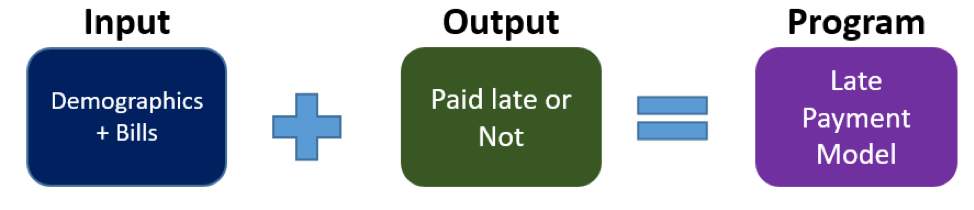 Input
Output
Program
Demographics
+ Bills
Paid late or
Not
Late
Payment
Model